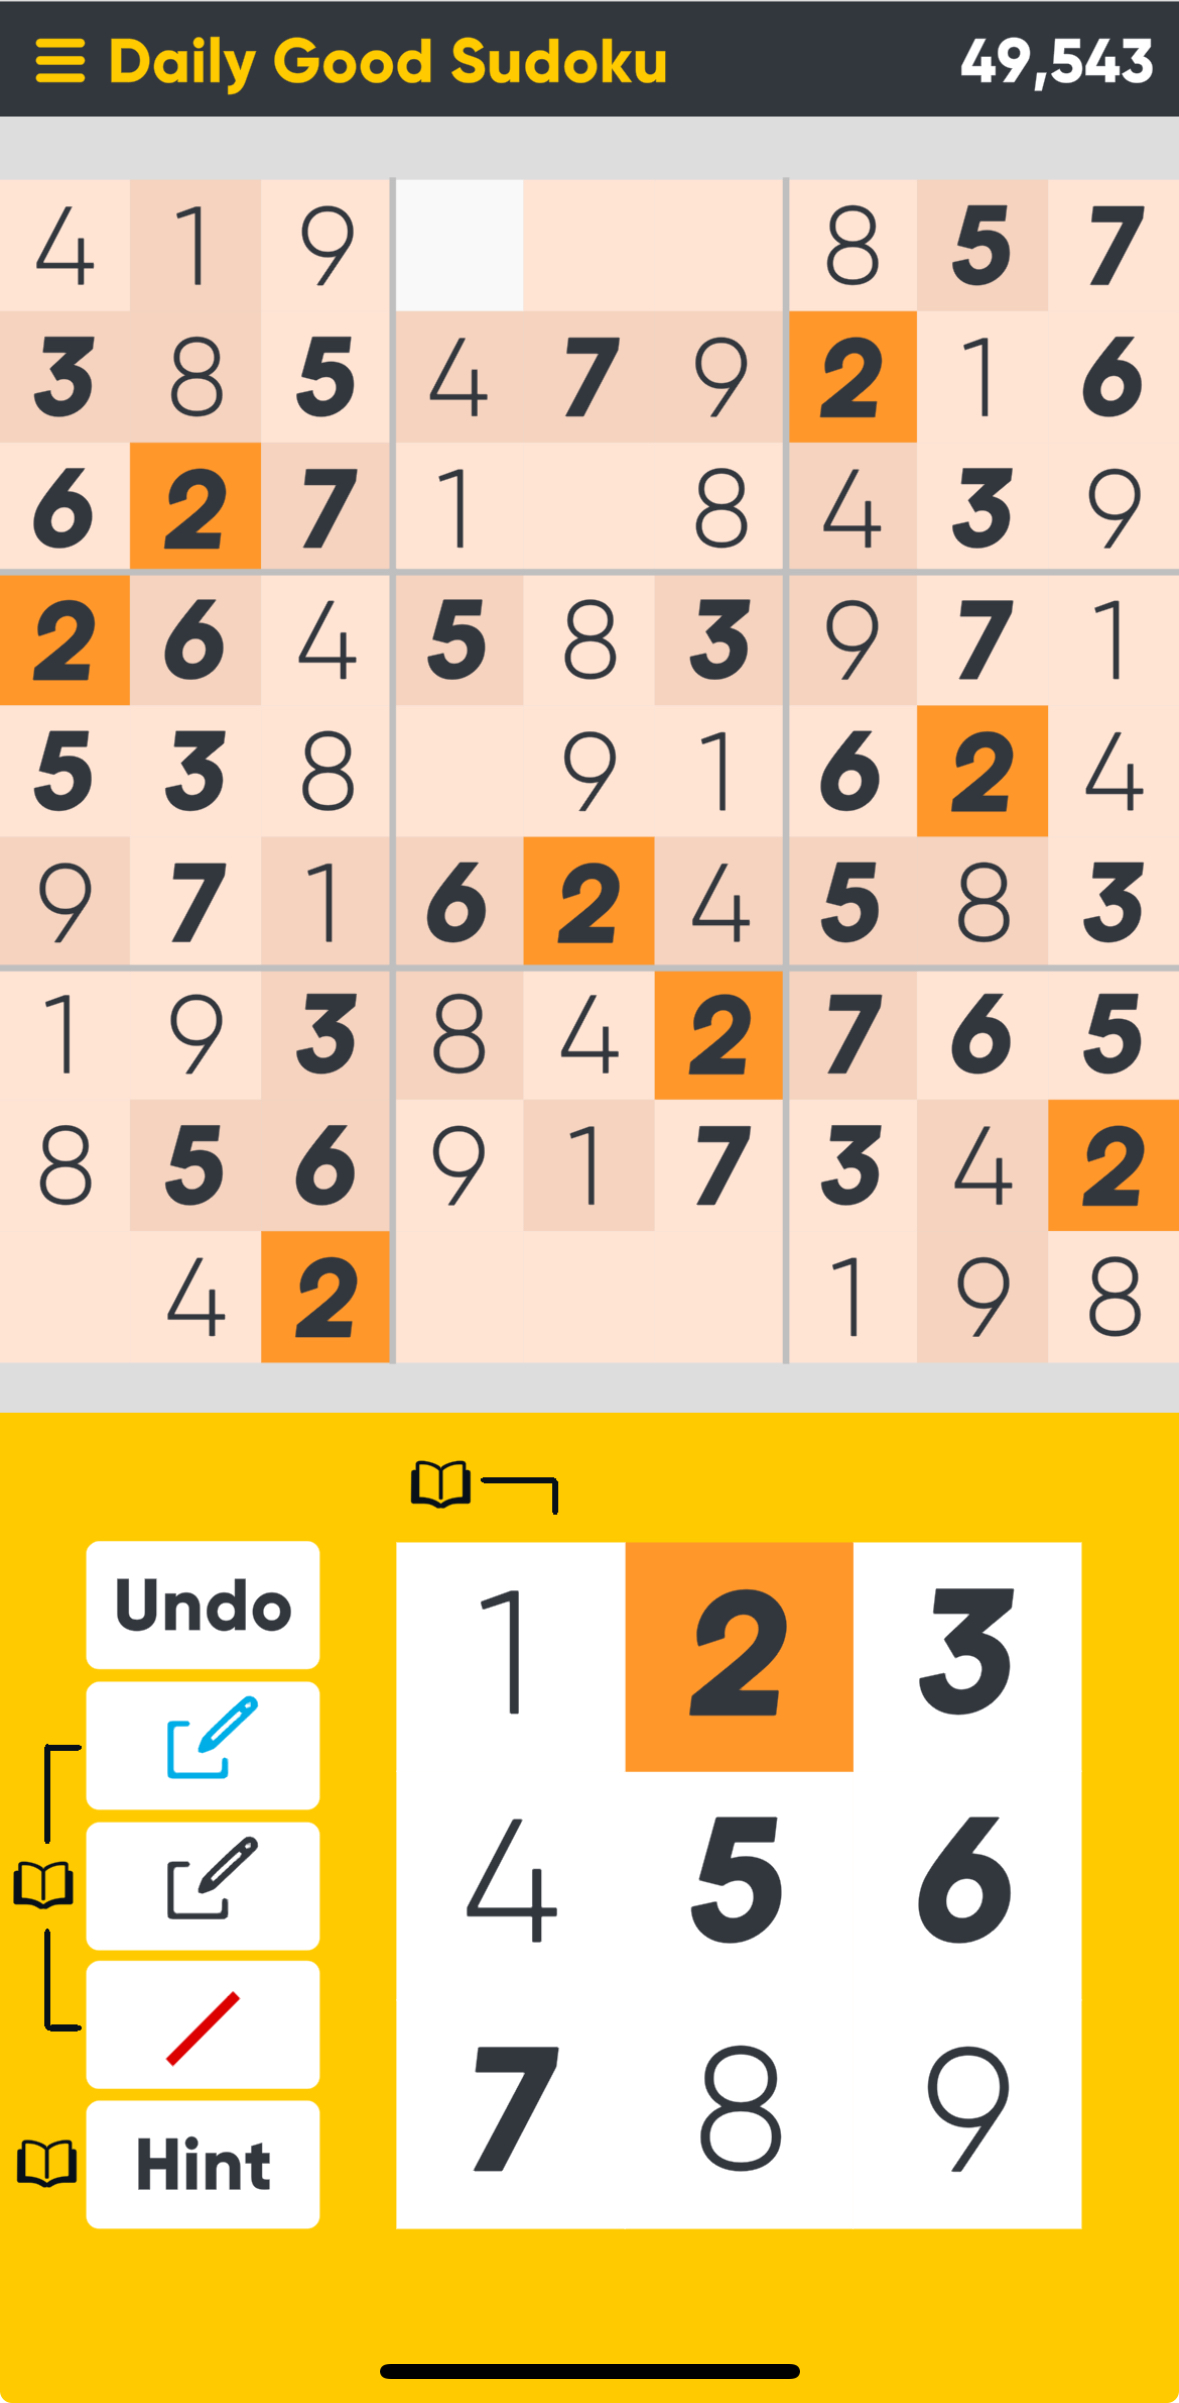 Daily Good Sudoku 49,543
4 1 9 8 5 7
3 8 5 4 7 9 2 1 6
6 2 7 1 8 4 3 9
2 6 4 5 8 3 9 7 1
5 3 8 9 1 6 2 4
9 7 1 6 2 4 5 8 3
1 9 3 8 4 2 7 6 5
8 5 6 9 1 7 3 4 2
4 2 1 9 8
Undo
Hint
1 2 3
4 5 6
7 8 9